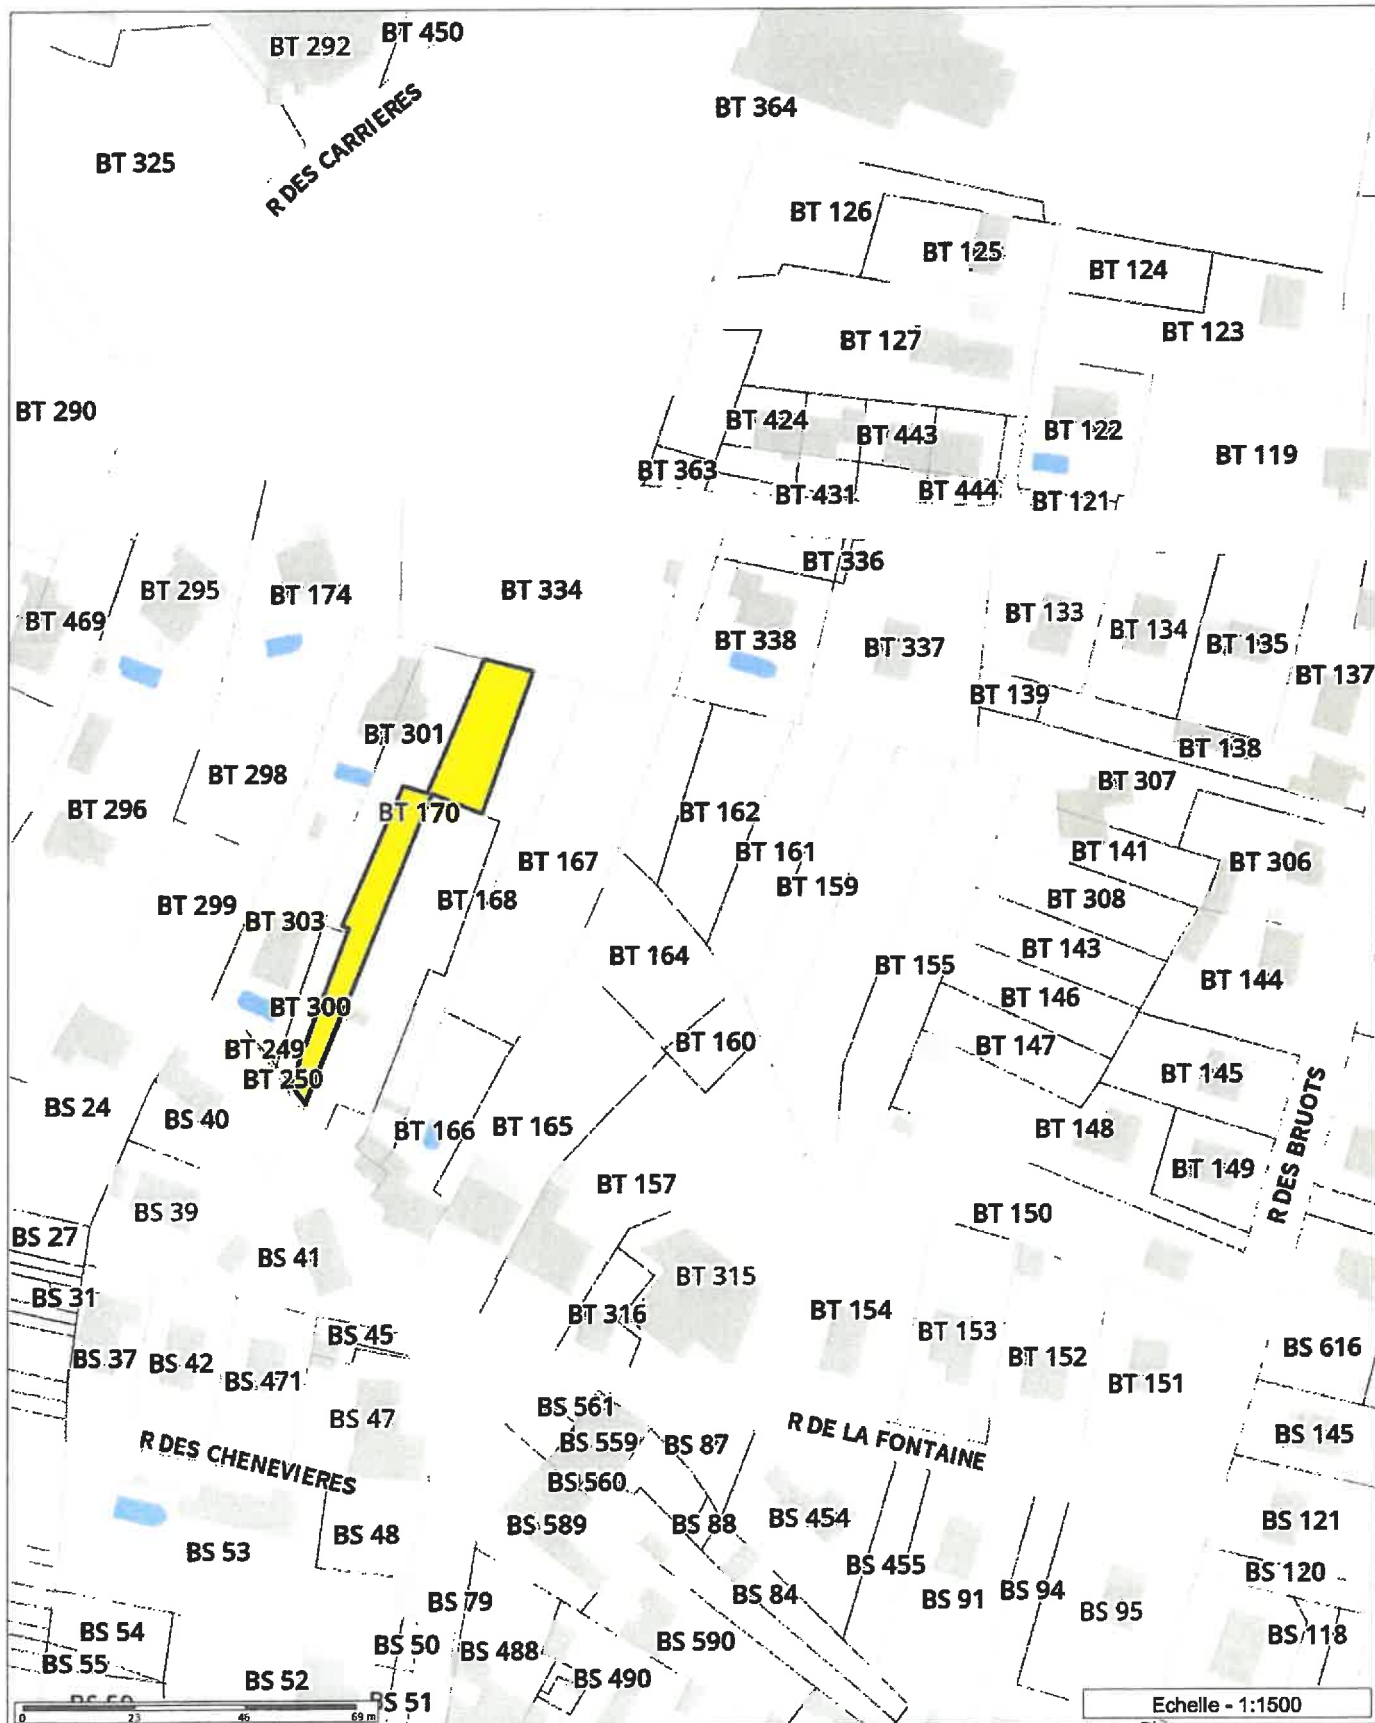 BT 292
BT 450
BT 364
BT 325
R DES CARRIERES
BT 126
BT 125
BT 124
BT 123
BT 127
BT 290
BT 424
BT 443
BT 122
BT 119
BT 363
BT 431
BT 444
BT 121
BT 336
BT 295
BT 174
BT 334
BT 469
BT 338
BT 337
BT 133
BT 134
BT 135
BT 137
BT 139
BT 138
BT 301
BT 298
BT 307
BT 296
BT 170
BT 162
BT 161
BT 141
BT 306
BT 167
BT 159
BT 168
BT 308
BT 299
BT 303
BT 164
BT 143
BT 155
BT 144
BT 146
BT 300
BT 160
BT 147
BT 249
BT 250
BT 145
BS 24
BS 40
BT 166
BT 165
BT 148
R DES BRUOTS
BT 149
BT 157
BS 39
BT 150
BS 27
BS 41
BT 315
BS 31
BT 316
BT 154
BS 45
BT 153
BS 37
BS 42
BS 471
BT 152
BT 151
BS 616
BS 561
BS 47
R DE LA FONTAINE
BS 559
BS 87
BS 145
R DES CHENEVIERES
BS 560
BS 589
BS 88
BS 454
BS 121
BS 48
BS 53
BS 455
BS 120
BS 84
BS 91
BS 94
BS 79
BS 95
BS 54
BS 50
BS 488
BS 590
BS 118
BS 55
BS 52
BS 490
BS 51
0 23 46 69 m
Echelle - 1:1500